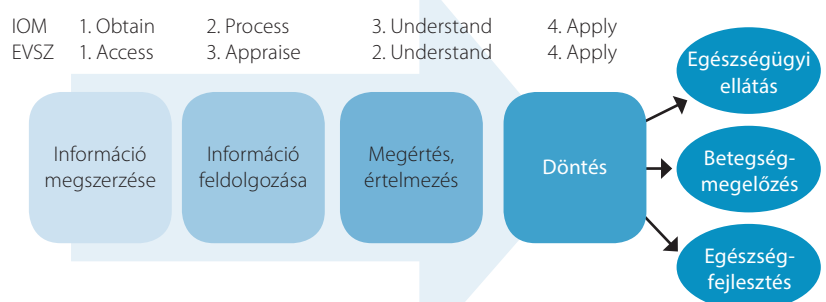 IOM 1. Obtain 2. Process 3. Understand 4. Apply
EVSZ 1. Access 3. Appraise 2. Understand 4. Apply
Információ
megszerzése
Információ
feldolgozása
Megértés,
értelmezés
Döntés
Egészségügyi
ellátás
Betegség-
megelőzés
Egészség-
fejlesztés